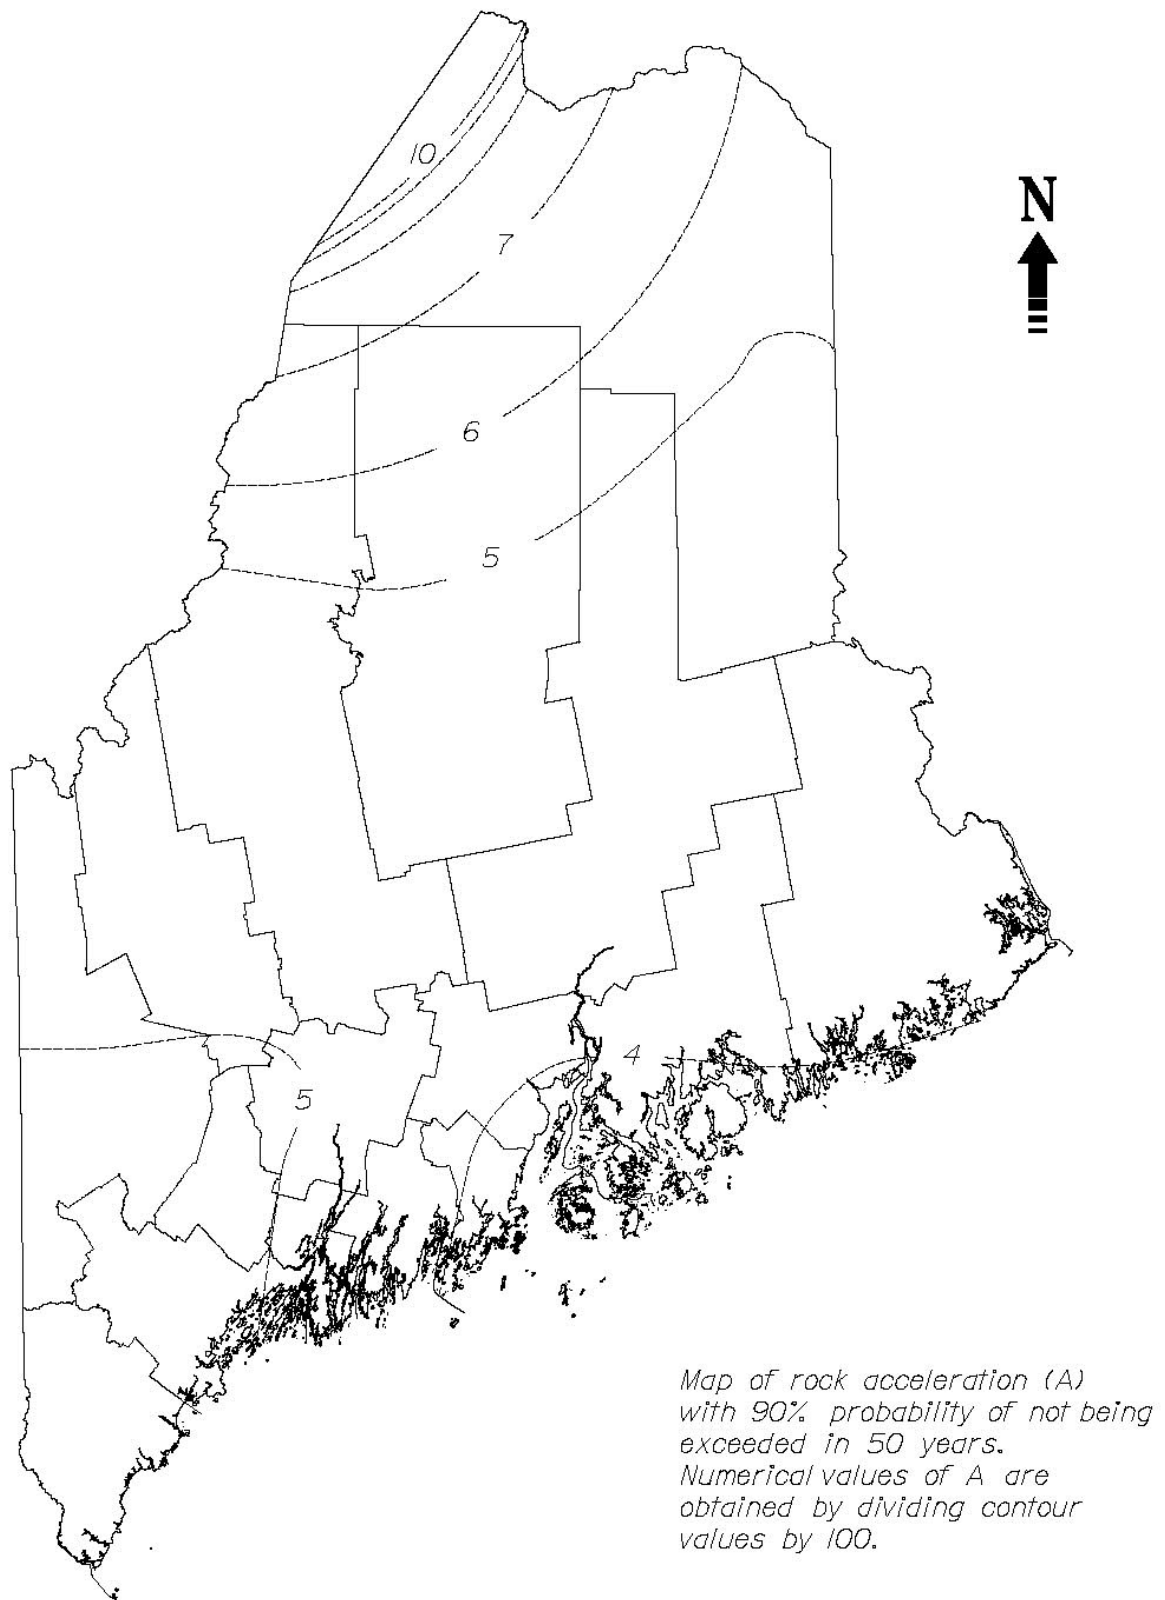 10
N
7
6
5
4
5
Map of rock acceleration (A)
with 90% probability of not being
exceeded in 50 years.
Numerical values of A are
obtained by dividing contour
values by 100.